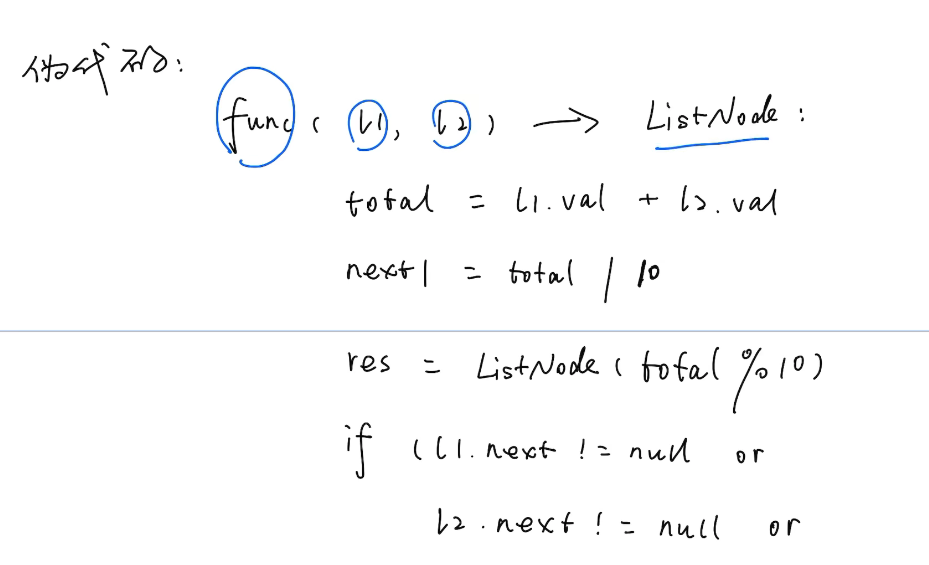 伪代码:
func(l1, l2) → ListNode:
total = l1.val + l2.val
next1 = total / 10
res = ListNode(total % 10)
if (l1.next != null or
l2.next != null or